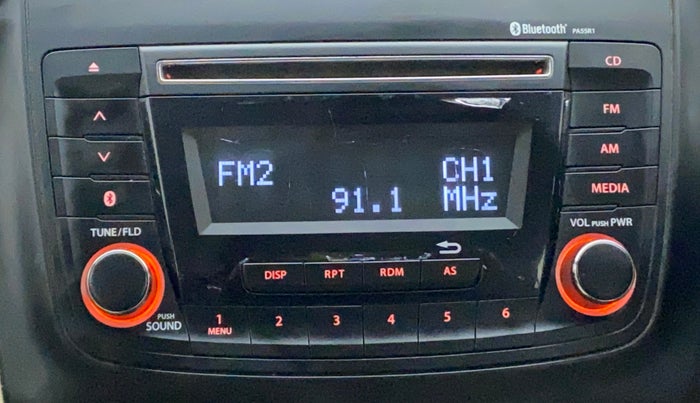 Bluetooth® PA55R1
CD
FM
AM
MEDIA
FM2 CH1
91.1 MHz
TUNE/FLD
VOL PUSH PWR
DISP RPT RDM AS
PUSH
SOUND
1 2 3 4 5 6
MENU